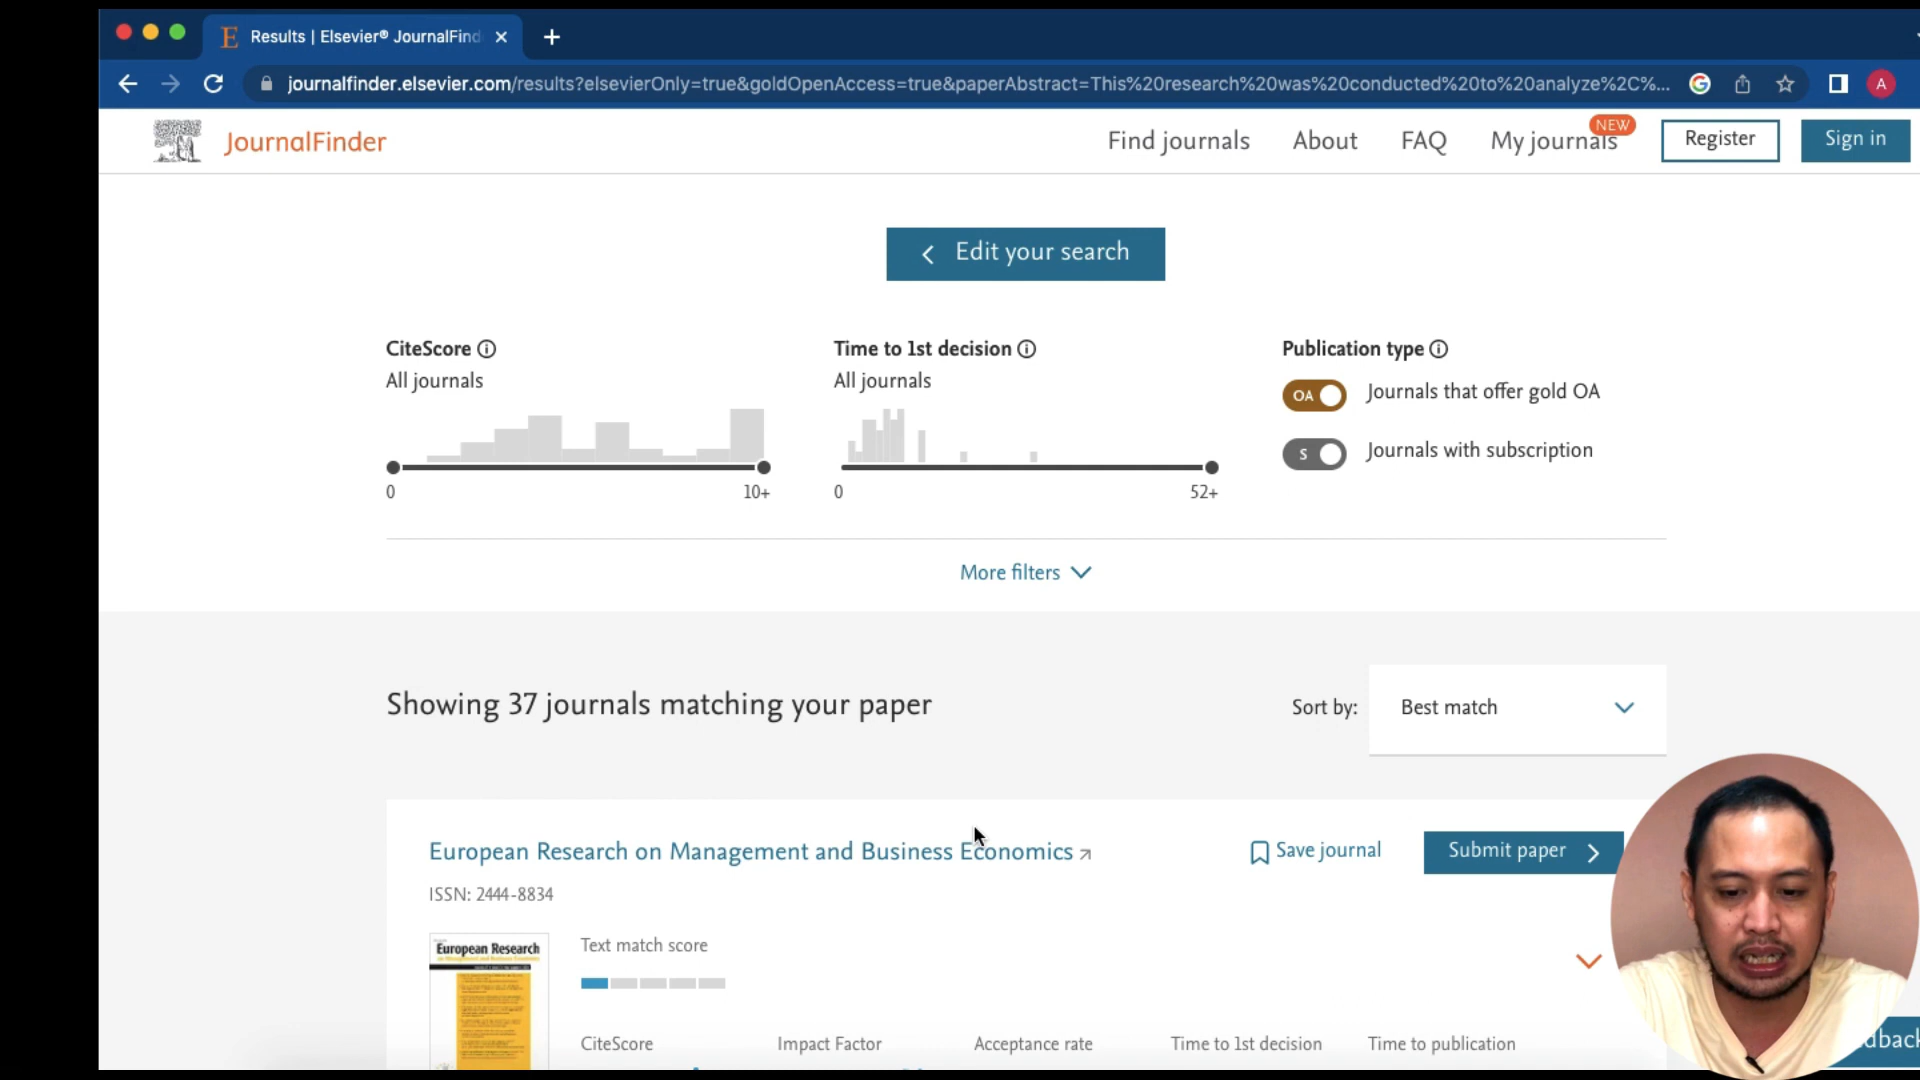 Results | Elsevier® JournalFind
journalfinder.elsevier.com/results?elsevierOnly=true&goldOpenAccess=true&paperAbstract=This%20research%20was%20conducted%20to%20analyze%2C%...
A
JournalFinder
Find journals
About
FAQ
My journals
NEW
Register
Sign in
Edit your search
CiteScore
All journals
0
10+
Time to 1st decision
All journals
0
52+
Publication type
OA
Journals that offer gold OA
S
Journals with subscription
More filters
Showing 37 journals matching your paper
Sort by:
Best match
European Research on Management and Business Economics
Save journal
Submit paper
ISSN: 2444-8834
European Research
Text match score
CiteScore
Impact Factor
Acceptance rate
Time to 1st decision
Time to publication